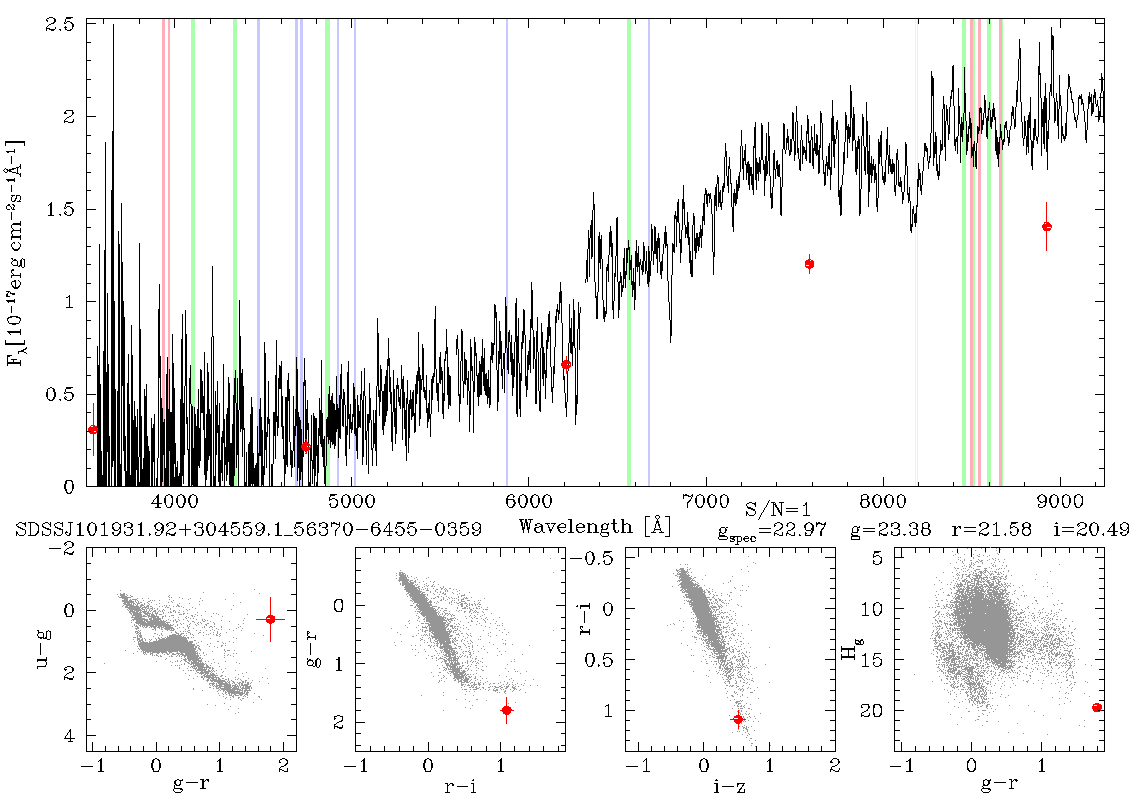 2.5
2
1.5
1
0.5
0
F_λ[10⁻¹⁷erg cm⁻²s⁻¹Å⁻¹]
4000 5000 6000 7000 8000 9000
S/N=1
Wavelength [Å]
SDSSJ101931.92+304559.1_56370-6455-0359
g_spec=22.97 g=23.38 r=21.58 i=20.49
-2
0
2
4
u-g
-1 0 1 2
g-r
0
1
2
g-r
-1 0 1
r-i
-0.5
0
0.5
1
r-i
-1 0 1 2
i-z
5
10
15
20
H_g
-1 0 1
g-r